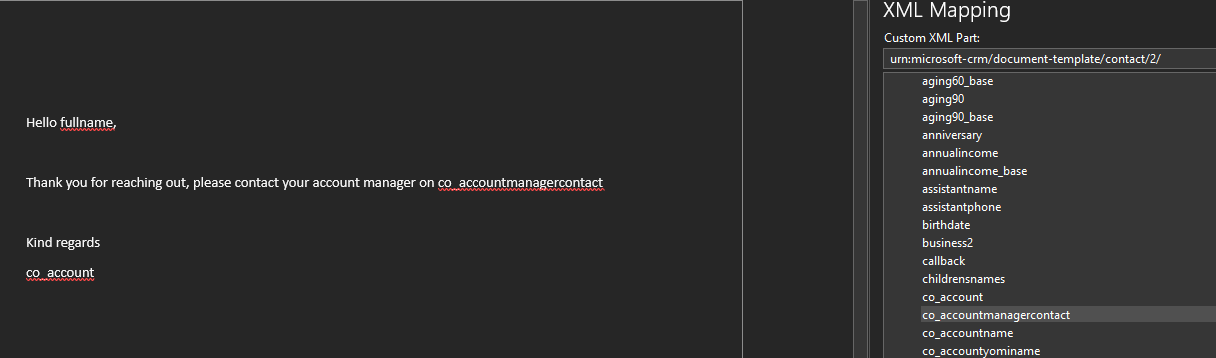 XML Mapping
Custom XML Part:
urn:microsoft-crm/document-template/contact/2/
aging60_base
aging90
aging90_base
anniversary
annualincome
annualincome_base
assistantname
assistantphone
birthdate
business2
callback
childrensnames
co_account
co_accountmanagercontact
co_accountname
co_accountyominame
Hello fullname,
Thank you for reaching out, please contact your account manager on co_accountmanagercontact
Kind regards
co_account